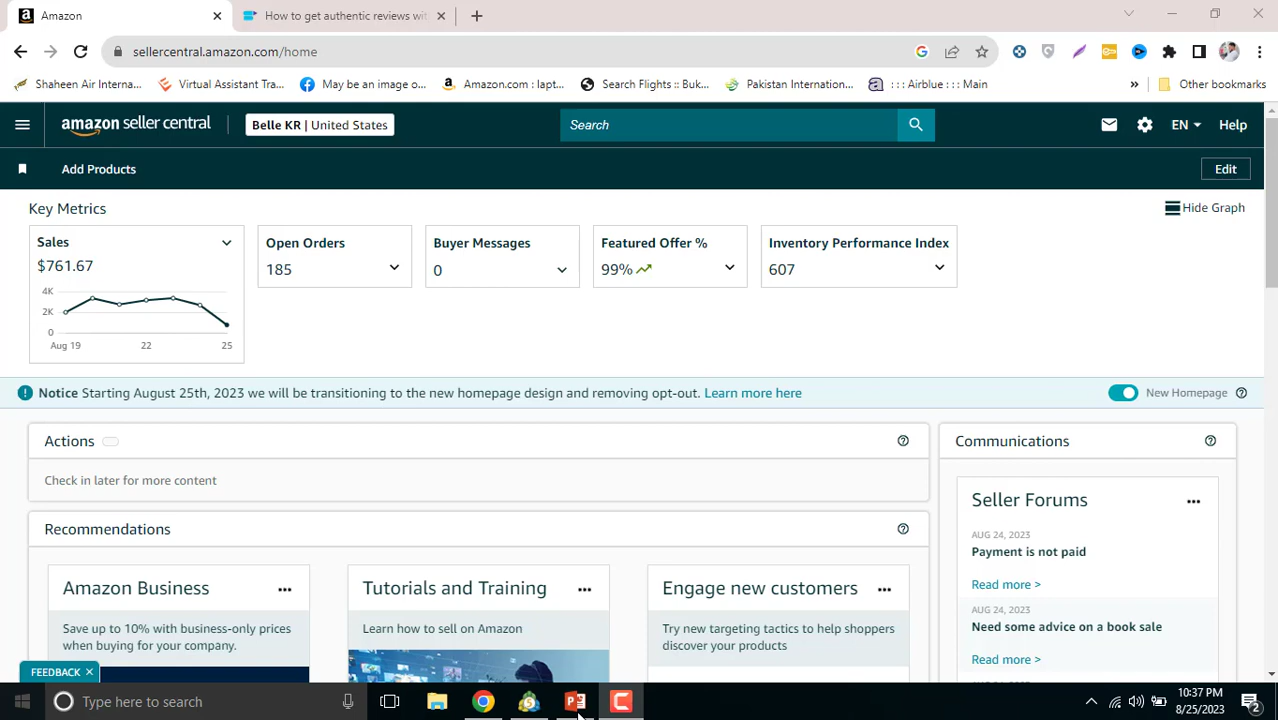 Amazon
How to get authentic reviews wit
sellercentral.amazon.com/home
Shaheen Air Interna...
Virtual Assistant Tra...
May be an image o...
Amazon.com : lapt...
Search Flights :: Buk...
Pakistan Internation...
: : : Airblue : : : Main
Other bookmarks
amazon seller central
Belle KR | United States
Search
EN
Help
Add Products
Edit
Key Metrics
Hide Graph
Sales
$761.67
4K
2K
0
Aug 19
22
25
Open Orders
185
Buyer Messages
0
Featured Offer %
99%
Inventory Performance Index
607
Notice Starting August 25th, 2023 we will be transitioning to the new homepage design and removing opt-out. Learn more here
New Homepage
Actions
Check in later for more content
Communications
Seller Forums
AUG 24, 2023
Payment is not paid
Read more >
AUG 24, 2023
Need some advice on a book sale
Read more >
Recommendations
Amazon Business
Save up to 10% with business-only prices
when buying for your company.
Tutorials and Training
Learn how to sell on Amazon
Engage new customers
Try new targeting tactics to help shoppers
discover your products
FEEDBACK
Type here to search
10:37 PM
8/25/2023
2